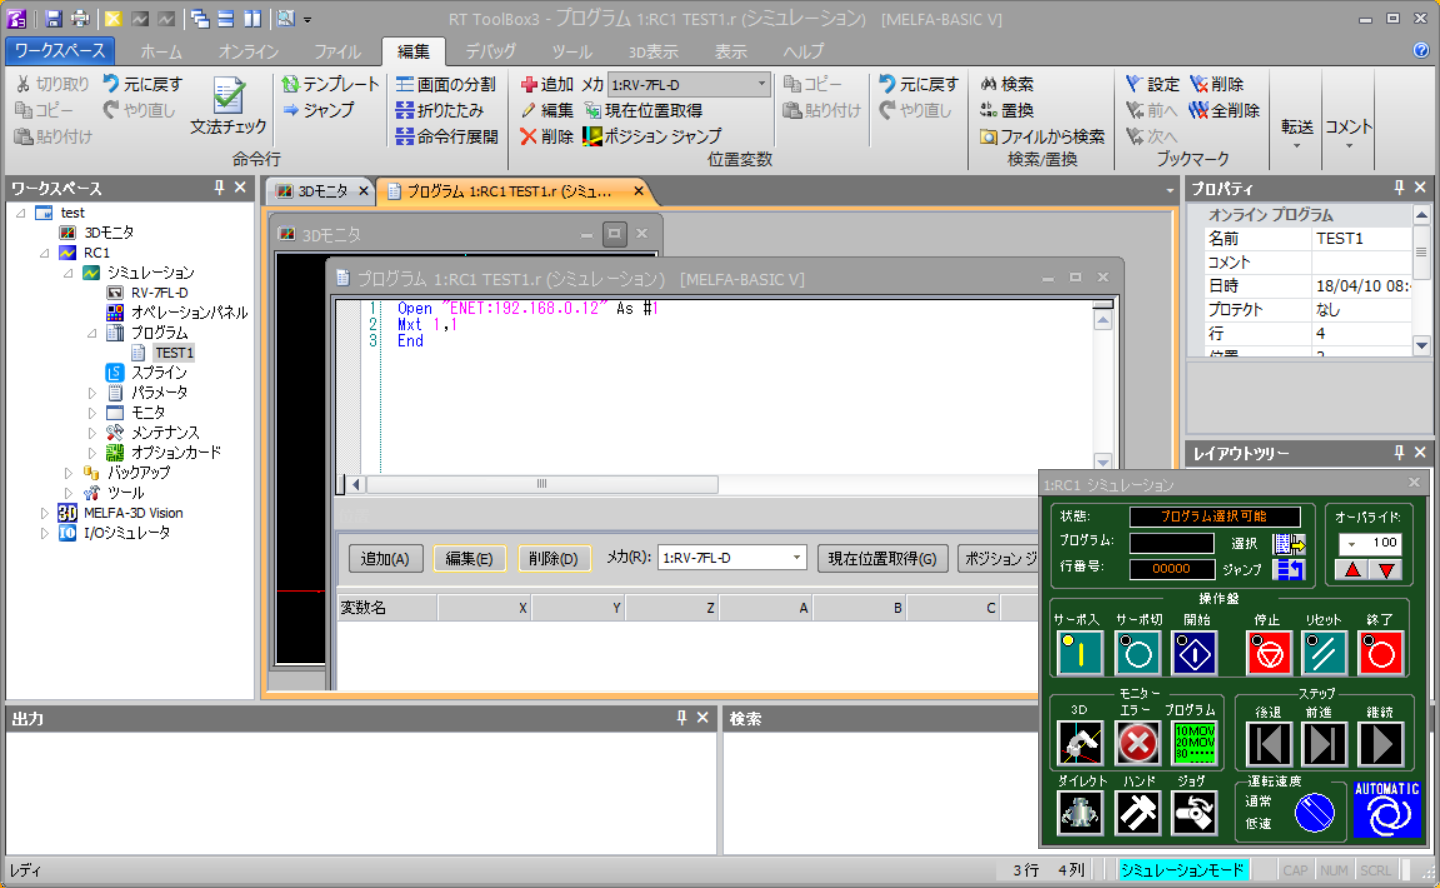 RT ToolBox3 - プログラム 1:RC1 TEST1.r (シミュレーション) [MELFA-BASIC V]
ワークスペース ホーム オンライン ファイル 編集 デバッグ ツール 3D表示 表示 ヘルプ
切り取り 元に戻す テンプレート 画面の分割 追加 メカ 1:RV-7FL-D コピー 元に戻す 検索 設定 削除
コピー やり直し ジャンプ 折りたたみ 編集 現在位置取得 貼り付け やり直し 置換 前へ 全削除
貼り付け 文法チェック 命令行展開 削除 ポジション ジャンプ ファイルから検索 次へ 転送 コメント
命令行 位置変数 検索/置換 ブックマーク
ワークスペース
test
3Dモニタ
RC1
シミュレーション
RV-7FL-D
オペレーションパネル
プログラム
TEST1
スプライン
パラメータ
モニタ
メンテナンス
オプションカード
バックアップ
ツール
MELFA-3D Vision
I/Oシミュレータ
3Dモニタ プログラム 1:RC1 TEST1.r (シミュ...
3Dモニタ
プログラム 1:RC1 TEST1.r (シミュレーション) [MELFA-BASIC V]
1 Open "ENET:192.168.0.12" As #1
2 Mxt 1,1
3 End
追加(A) 編集(E) 削除(D) メカ(R): 1:RV-7FL-D 現在位置取得(G) ポジション ジ
変数名 X Y Z A B C
プロパティ
オンライン プログラム
名前 TEST1
コメント
日時 18/04/10 08:
プロテクト なし
行 4
位置 2
レイアウトツリー
1:RC1 シミュレーション
状態: プログラム選択可能 オーバライド:
プログラム: 選択 100
行番号: 00000 ジャンプ
操作盤
サーボ入 サーボ切 開始 停止 リセット 終了
モニター ステップ
3D エラー プログラム 後退 前進 継続
10MOV
20MOV
30
ダイレクト ハンド ジョグ 運転速度
通常
低速
AUTOMATIC
出力 検索
レディ 3行 4列 シミュレーションモード CAP NUM SCRL